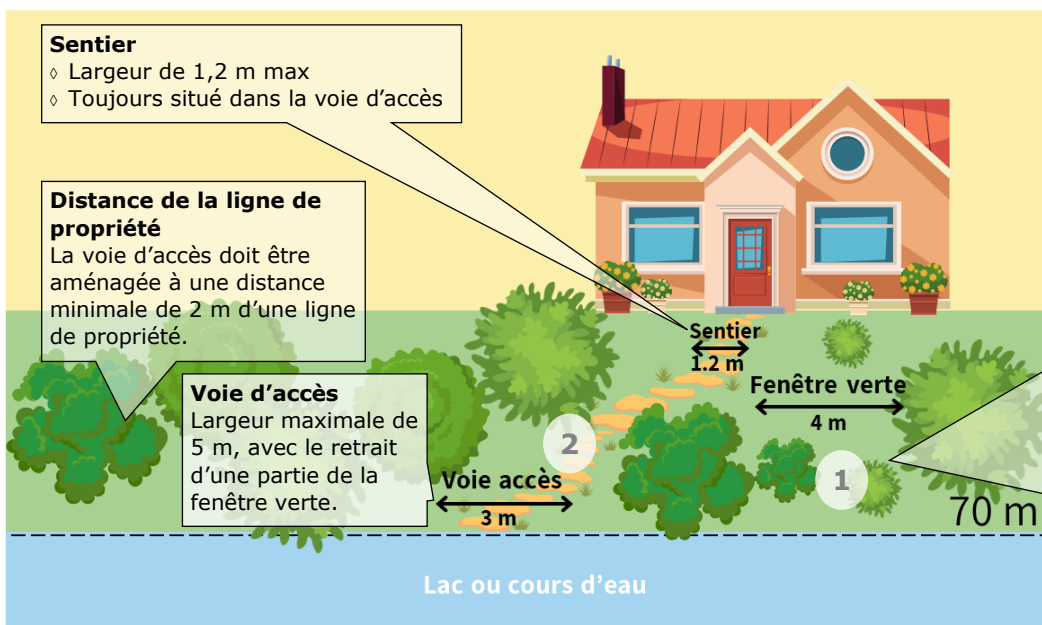 Sentier
◊ Largeur de 1,2 m max
◊ Toujours situé dans la voie d’accès
Distance de la ligne de
propriété
La voie d’accès doit être
aménagée à une distance
minimale de 2 m d’une ligne
de propriété.
Sentier
1.2 m
Voie d’accès
Largeur maximale de
5 m, avec le retrait
d’une partie de la
fenêtre verte.
Fenêtre verte
4 m
2
1
Voie accès
3 m
70 m
Lac ou cours d’eau